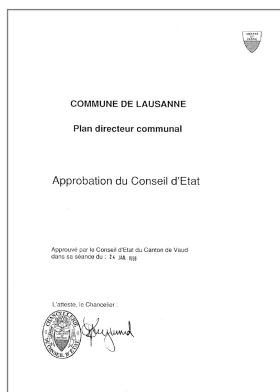 COMMUNE DE LAUSANNE
Plan directeur communal
Approbation du Conseil d'Etat
Approuvé par le Conseil d'Etat du Canton de Vaud
dans sa séance du : 24 JAN. 1996
L'atteste, le Chancelier :